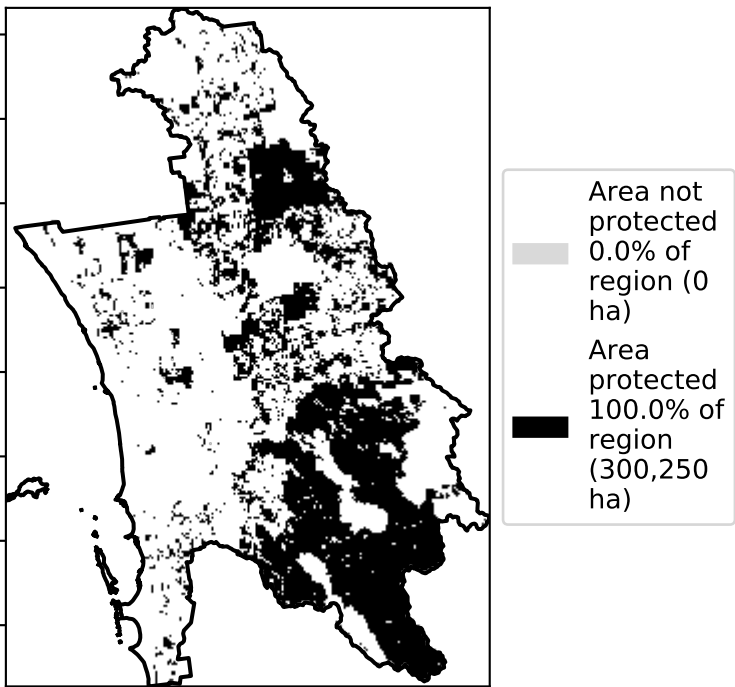 Area not
protected
0.0% of
region (0
ha)
Area
protected
100.0% of
region
(300,250
ha)